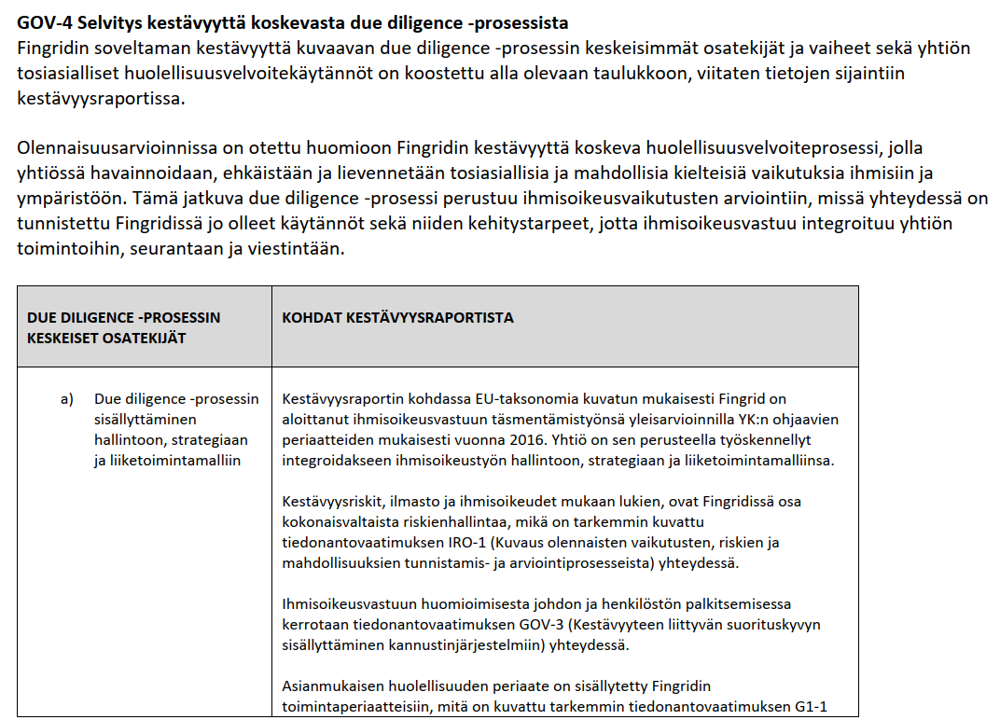 GOV-4 Selvitys kestävyyttä koskevasta due diligence -prosessista
Fingridin soveltaman kestävyyttä kuvaavan due diligence -prosessin keskeisimmät osatekijät ja vaiheet sekä yhtiön
tosiasialliset huolellisuusvelvoitekäytännöt on koostettu alla olevaan taulukkoon, viitaten tietojen sijaintiin
kestävyysraportissa.
Olennaisuusarvioinnissa on otettu huomioon Fingridin kestävyyttä koskeva huolellisuusvelvoiteprosessi, jolla
yhtiössä havainnoidaan, ehkäistään ja lievennetään tosiasiallisia ja mahdollisia kielteisiä vaikutuksia ihmisiin ja
ympäristöön. Tämä jatkuva due diligence -prosessi perustuu ihmisoikeusvaikutusten arviointiin, missä yhteydessä on
tunnistettu Fingridissä jo olleet käytännöt sekä niiden kehitystarpeet, jotta ihmisoikeusvastuu integroituu yhtiön
toimintoihin, seurantaan ja viestintään.
DUE DILIGENCE -PROSESSIN
KESKEISET OSATEKIJÄT
KOHDAT KESTÄVYYSRAPORTISTA
a) Due diligence -prosessin
sisällyttäminen
hallintoon, strategiaan
ja liiketoimintamalliin
Kestävyysraportin kohdassa EU-taksonomia kuvatun mukaisesti Fingrid on
aloittanut ihmisoikeusvastuun täsmentämistyönsä yleisarvioinnilla YK:n ohjaavien
periaatteiden mukaisesti vuonna 2016. Yhtiö on sen perusteella työskennellyt
integroidakseen ihmisoikeustyön hallintoon, strategiaan ja liiketoimintamalliinsa.
Kestävyysriskit, ilmasto ja ihmisoikeudet mukaan lukien, ovat Fingridissä osa
kokonaisvaltaista riskienhallintaa, mikä on tarkemmin kuvattu
tiedonantovaatimuksen IRO-1 (Kuvaus olennaisten vaikutusten, riskien ja
mahdollisuuksien tunnistamis- ja arviointiprosesseista) yhteydessä.
Ihmisoikeusvastuun huomioimisesta johdon ja henkilöstön palkitsemisessa
kerrotaan tiedonantovaatimuksen GOV-3 (Kestävyyteen liittyvän suorituskyvyn
sisällyttäminen kannustinjärjestelmiin) yhteydessä.
Asianmukaisen huolellisuuden periaate on sisällytetty Fingridin
toimintaperiaatteisiin, mitä on kuvattu tarkemmin tiedonantovaatimuksen G1-1